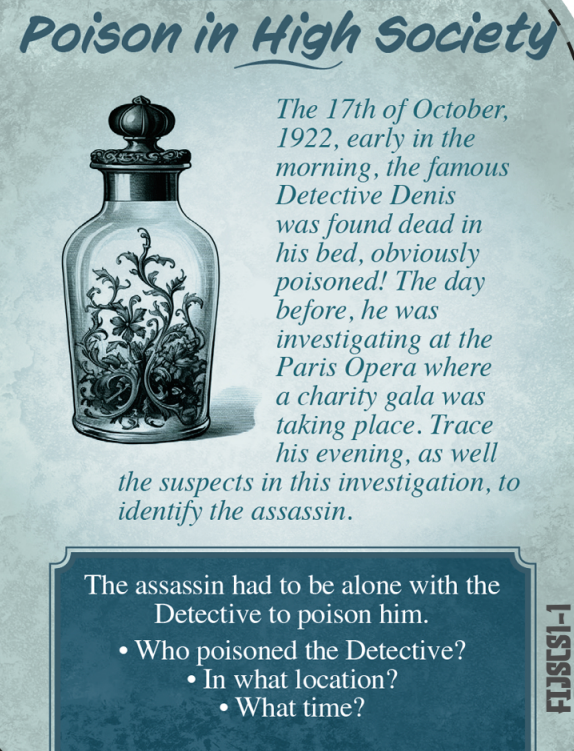 Poison in High Society
The 17th of October,
1922, early in the
morning, the famous
Detective Denis
was found dead in
his bed, obviously
poisoned! The day
before, he was
investigating at the
Paris Opera where
a charity gala was
taking place. Trace
his evening, as well
the suspects in this investigation, to
identify the assassin.
The assassin had to be alone with the
Detective to poison him.
• Who poisoned the Detective?
• In what location?
• What time?
FIJSCS1-1